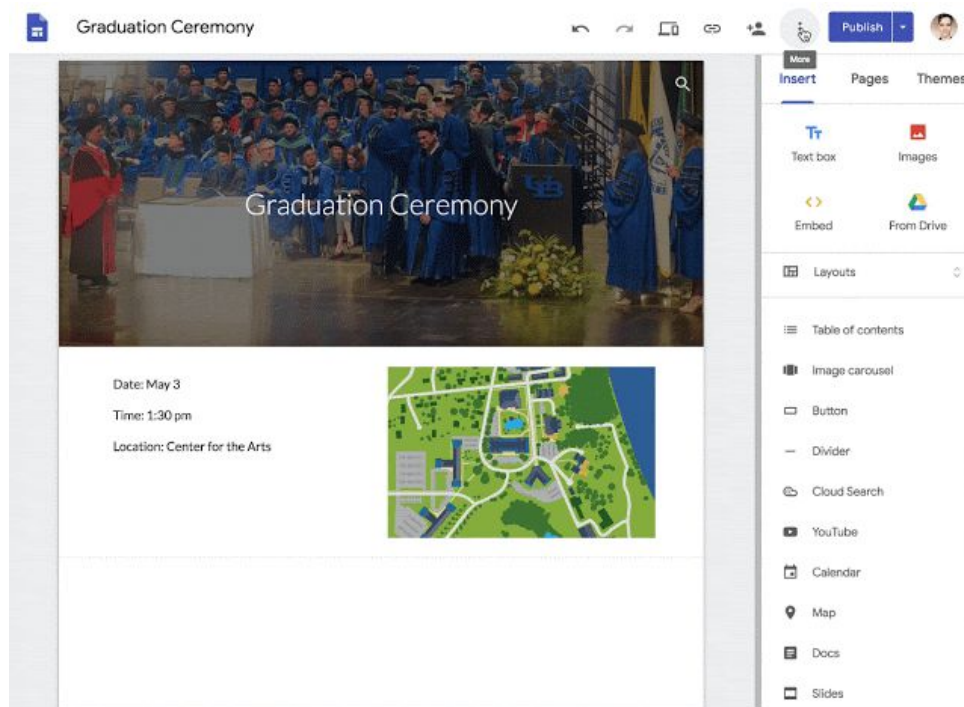 Graduation Ceremony
Publish
More
Insert Pages Themes
Text box Images
Embed From Drive
Layouts
Table of contents
Image carousel
Button
Divider
Cloud Search
YouTube
Calendar
Map
Docs
Slides
UB
Graduation Ceremony
Date: May 3
Time: 1:30 pm
Location: Center for the Arts